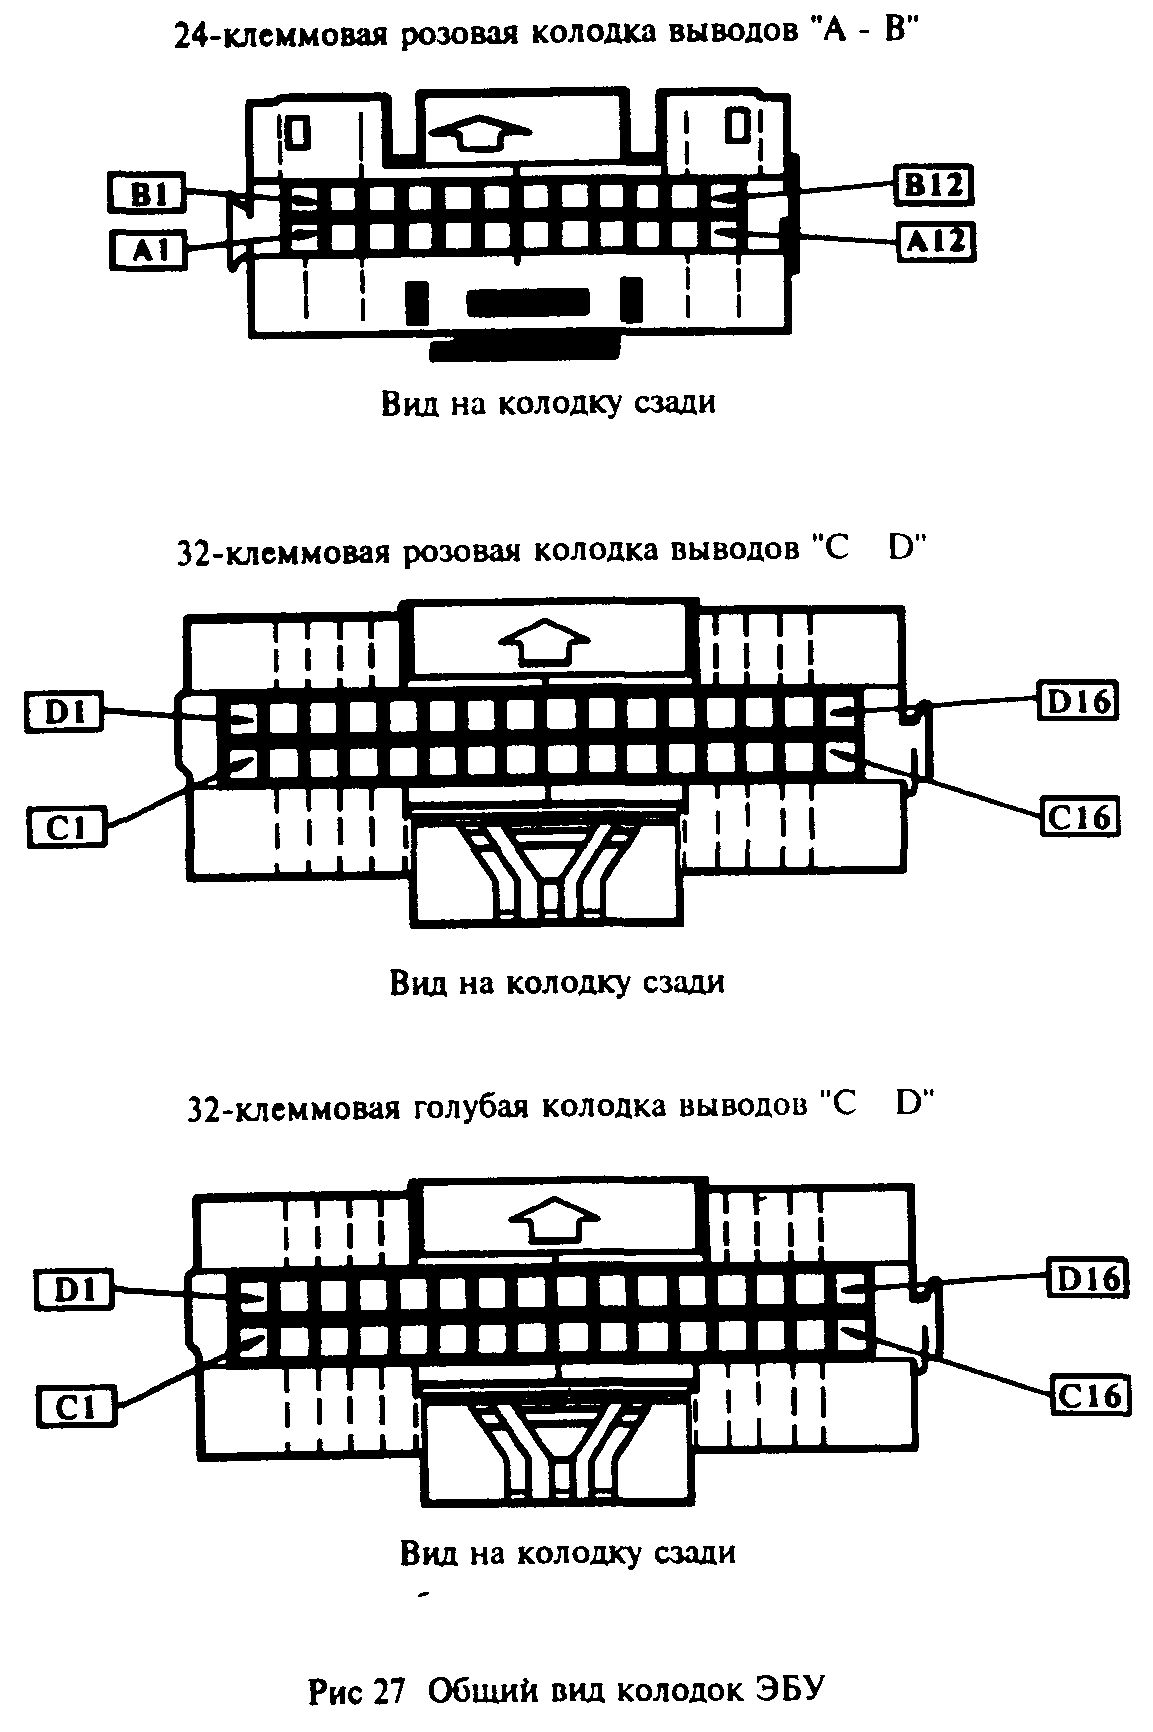 24-клеммовая розовая колодка выводов "А - В"
B1
B12
A1
A12
Вид на колодку сзади
32-клеммовая розовая колодка выводов "C D"
D1
D16
C1
C16
Вид на колодку сзади
32-клеммовая голубая колодка выводов "C D"
D1
D16
C1
C16
Вид на колодку сзади
Рис 27 Общий вид колодок ЭБУ